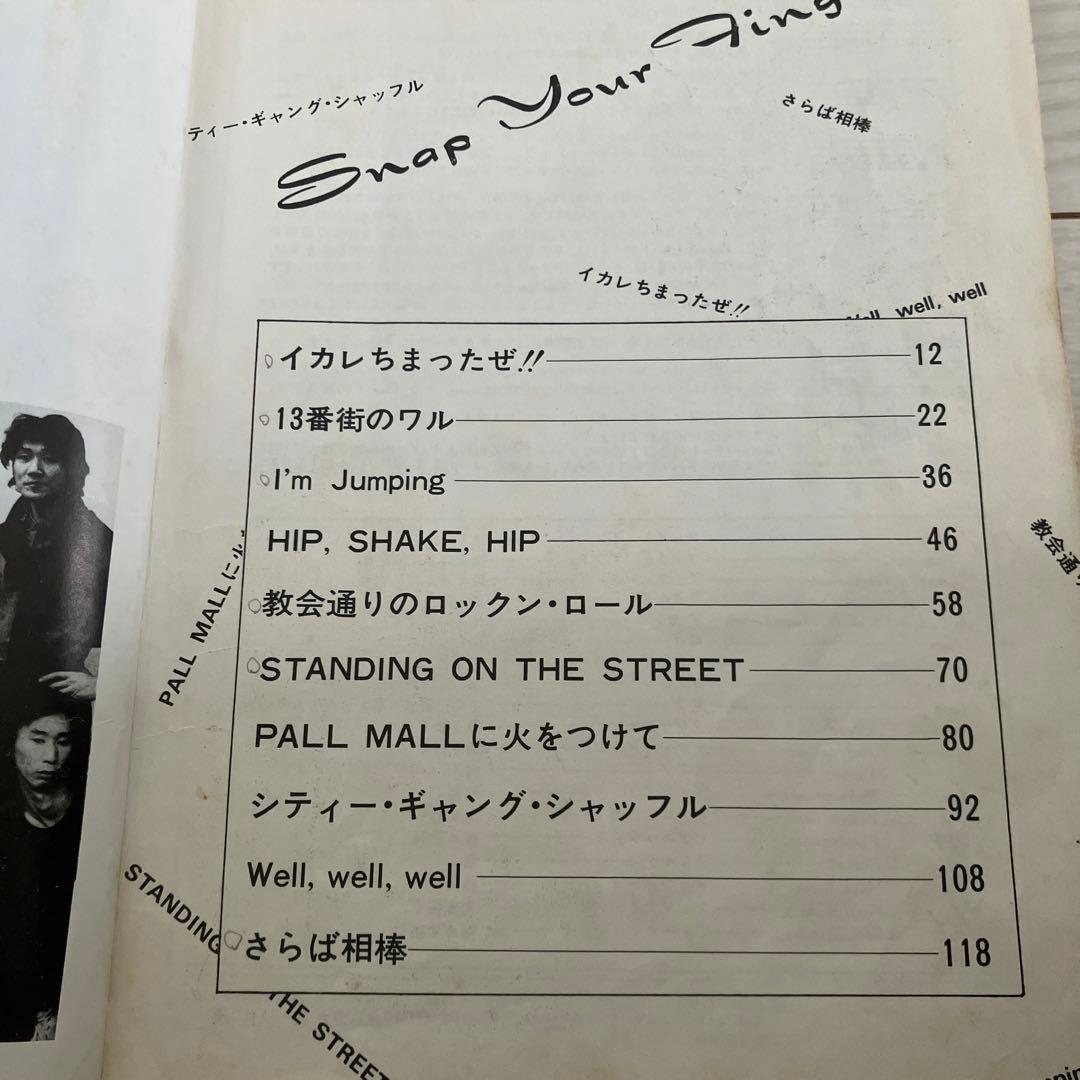 ティー・ギャング・シャッフル
Snap Your Fing
さらば相棒
イカレちまったぜ!!
well, well
イカレちまったぜ!! 12
13番街のワル 22
I'm Jumping 36
HIP, SHAKE, HIP 46
教会通りのロックン・ロール 58
STANDING ON THE STREET 70
PALL MALLに火をつけて 80
シティー・ギャング・シャッフル 92
Well, well, well 108
さらば相棒 118
PALL MALLに
教会通
STANDING
THE STREET